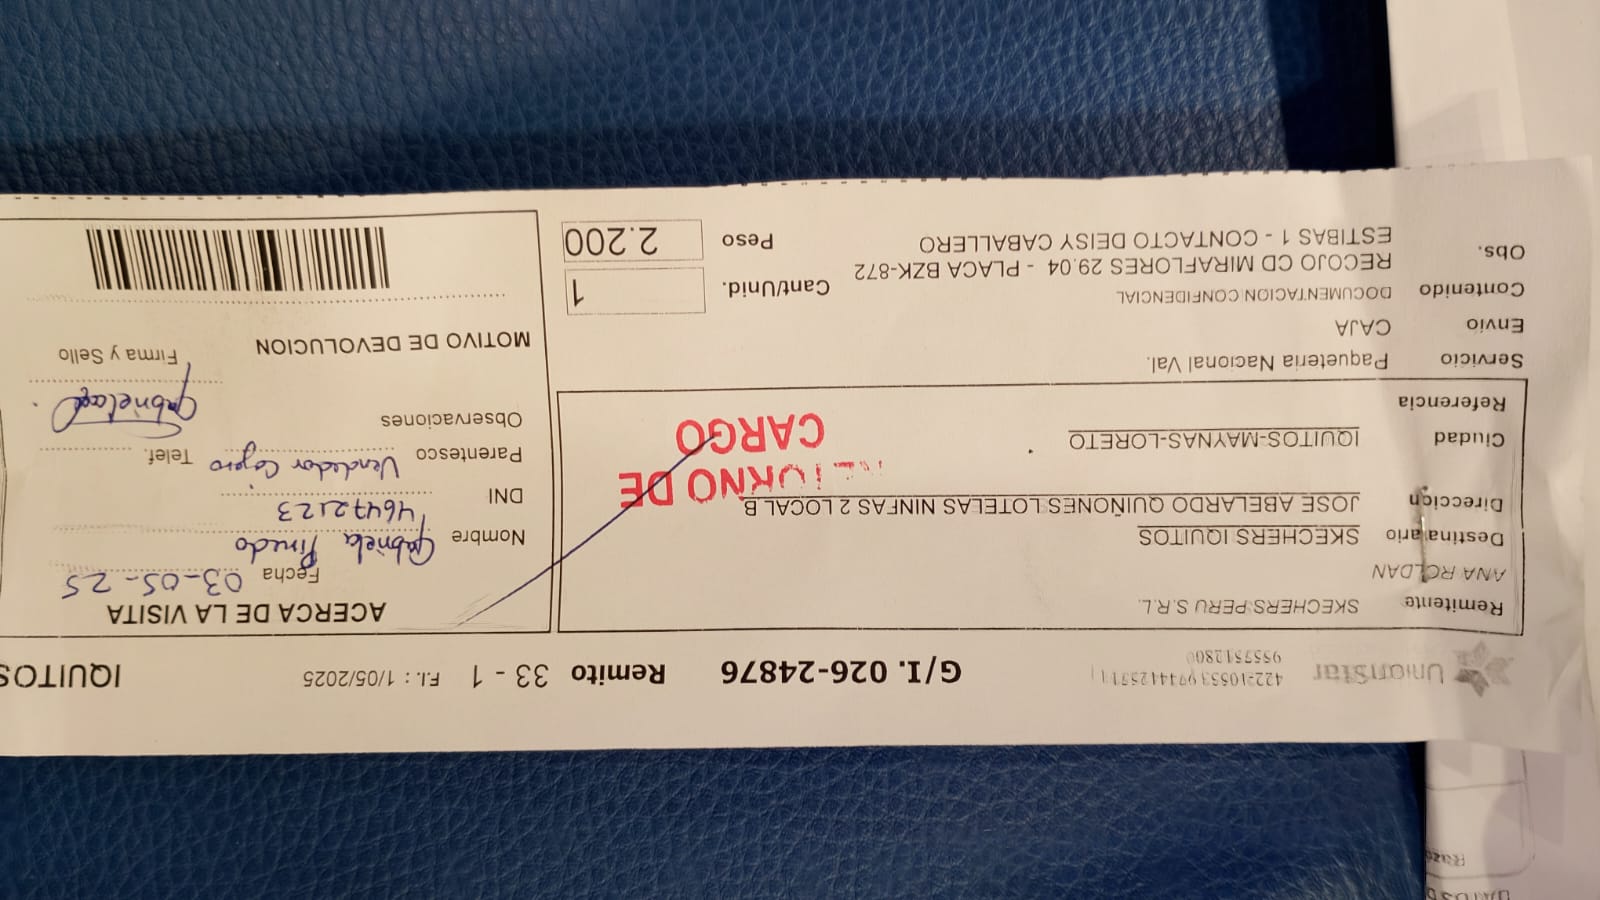 UnionStar
G/I. 026-24876 Remito 33 - 1 F.I. : 1/05/2025 IQUITOS
Remitente SKECHERS PERU S.R.L.
ANA ROLDAN
Destinatario SKECHERS IQUITOS
Dirección JOSE ABELARDO QUIÑONES LOTELAS NINFAS 2 LOCAL B
Ciudad IQUITOS-MAYNAS-LORETO
Referencia
RETORNO DE
CARGO
Servicio Paqueteria Nacional Val.
Envio CAJA
Contenido DOCUMENTACION CONFIDENCIAL
Obs. RECOJO CD MIRAFLORES 29.04 - PLACA BZK-872
ESTIBAS 1 - CONTACTO DEISY CABALLERO
Cant/Unid. 1
Peso 2.200
ACERCA DE LA VISITA
Fecha 03-05-25
Nombre Gabriela Pinedo
DNI 46472123
Parentesco Vendedor Cajero Telef.
Observaciones
Firma y Sello
MOTIVO DE DEVOLUCION